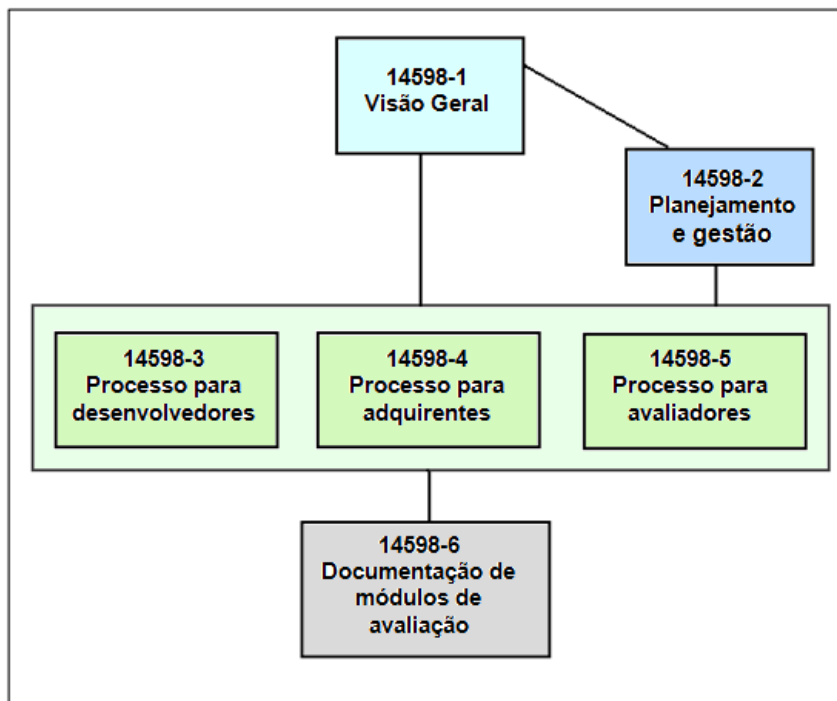 14598-1
Visão Geral
14598-2
Planejamento
e gestão
14598-3
Processo para
desenvolvedores
14598-4
Processo para
adquirentes
14598-5
Processo para
avaliadores
14598-6
Documentação de
módulos de
avaliação